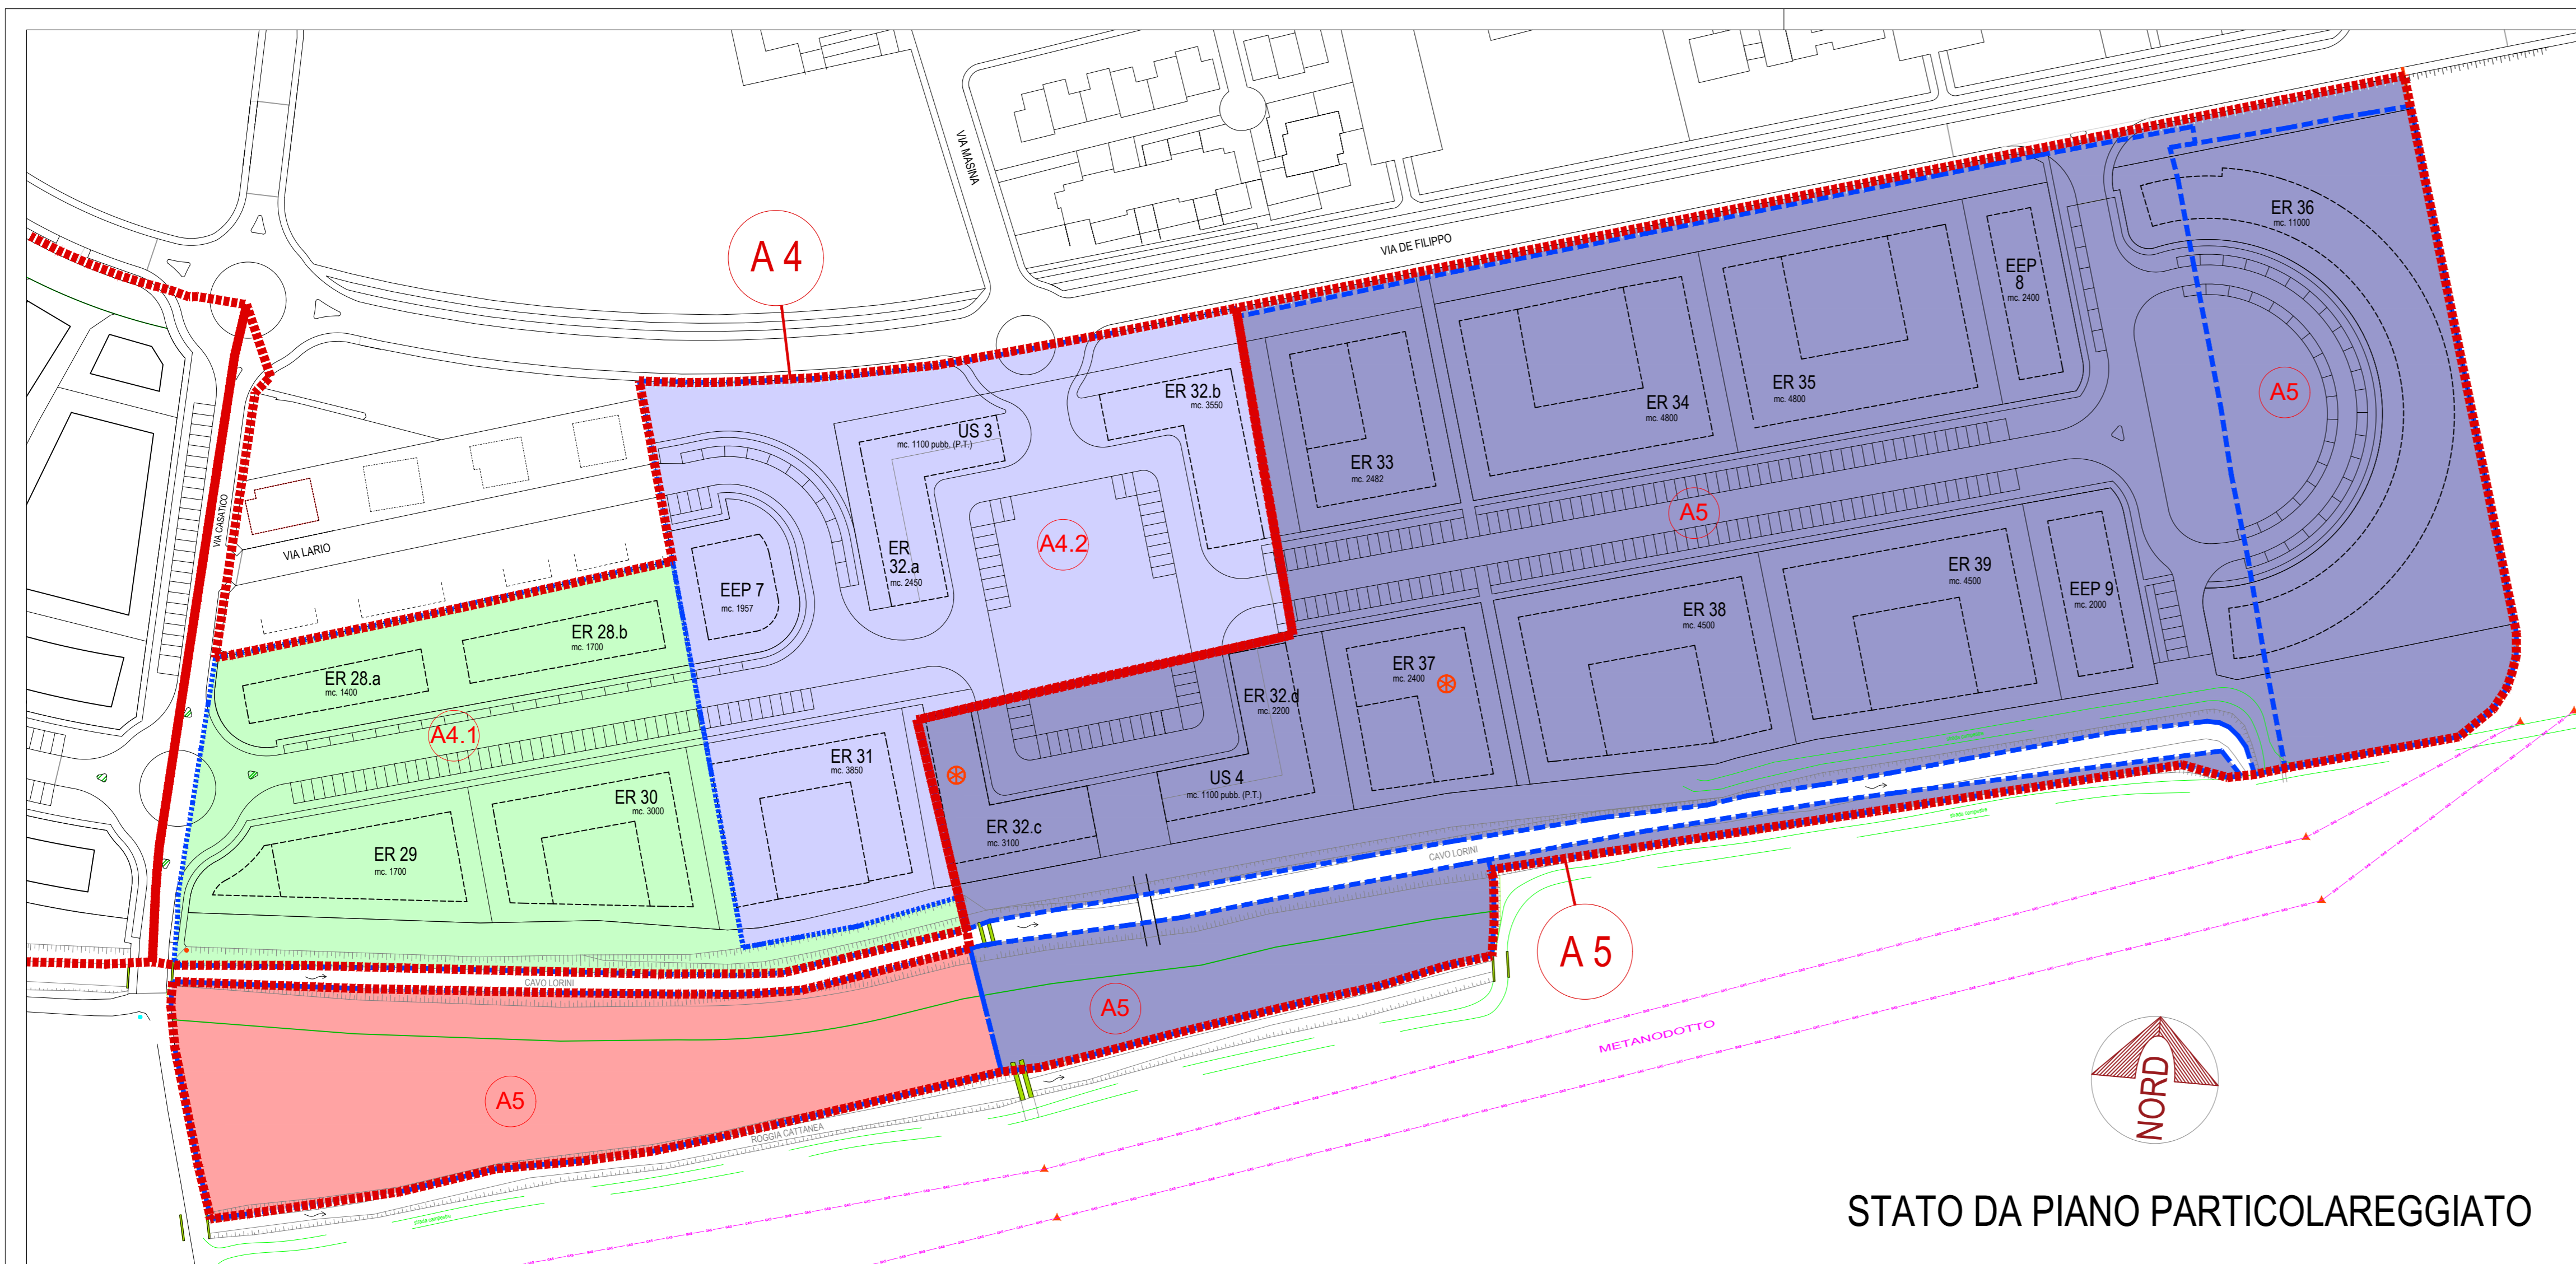 VIA MASINA
A 4
VIA DE FILIPPO
ER 36
mc. 11000
EEP
8
mc. 2400
A5
ER 35
mc. 4800
ER 34
mc. 4800
ER 32.b
mc. 3550
US 3
mc. 1100 pubb. (P.T.)
ER 33
mc. 2482
A5
VIA CASATICO
VIA LARIO
A4.2
ER
32.a
mc. 2450
EEP 7
mc. 1957
ER 39
mc. 4500
EEP 9
mc. 2000
ER 38
mc. 4500
ER 28.b
mc. 1700
ER 28.a
mc. 1400
ER 37
mc. 2400
ER 32.d
mc. 2200
A4.1
ER 31
mc. 3850
US 4
mc. 1100 pubb. (P.T.)
ER 30
mc. 3000
ER 32.c
mc. 3100
ER 29
mc. 1700
CAVO LORINI
strada campestre
A 5
CAVO LORINI
A5
METANODOTTO
A5
ROGGIA CATTANEA
strada campestre
NORD
STATO DA PIANO PARTICOLAREGGIATO